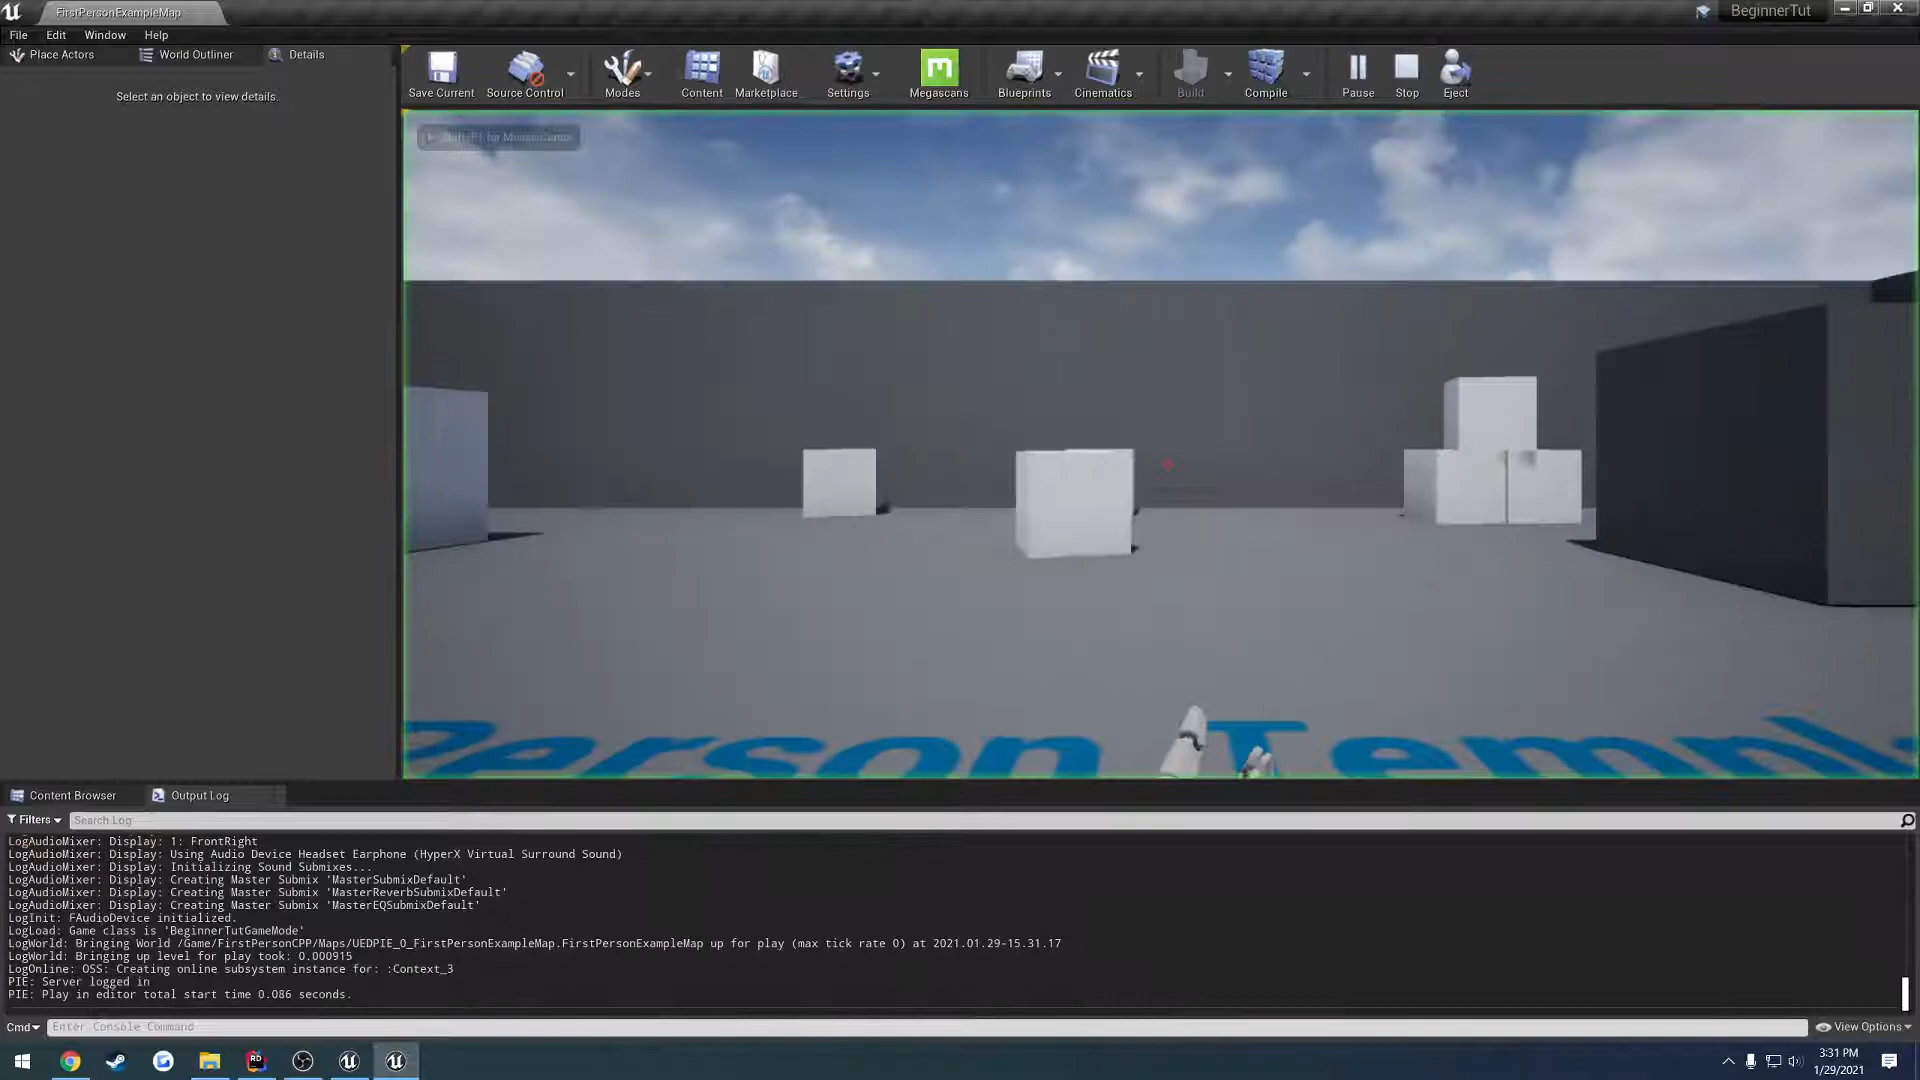 FirstPersonExampleMap
BeginnerTut
File Edit Window Help
Place Actors World Outliner Details
Select an object to view details.
Save Current Source Control Modes Content Marketplace Settings Megascans Blueprints Cinematics Build Compile Pause Stop Eject
Shift+F1 for Mouse Cursor
Person Templ
Content Browser Output Log
Filters Search Log
LogAudioMixer: Display: 1: FrontRight
LogAudioMixer: Display: Using Audio Device Headset Earphone (HyperX Virtual Surround Sound)
LogAudioMixer: Display: Initializing Sound Submixes...
LogAudioMixer: Display: Creating Master Submix 'MasterSubmixDefault'
LogAudioMixer: Display: Creating Master Submix 'MasterReverbSubmixDefault'
LogAudioMixer: Display: Creating Master Submix 'MasterEQSubmixDefault'
LogInit: FAudioDevice initialized.
LogLoad: Game class is 'BeginnerTutGameMode'
LogWorld: Bringing World /Game/FirstPersonCPP/Maps/UEDPIE_0_FirstPersonExampleMap.FirstPersonExampleMap up for play (max tick rate 0) at 2021.01.29-15.31.17
LogWorld: Bringing up level for play took: 0.000915
LogOnline: OSS: Creating online subsystem instance for: :Context_3
PIE: Server logged in
PIE: Play in editor total start time 0.086 seconds.
Cmd Enter Console Command View Options
3:31 PM
1/29/2021